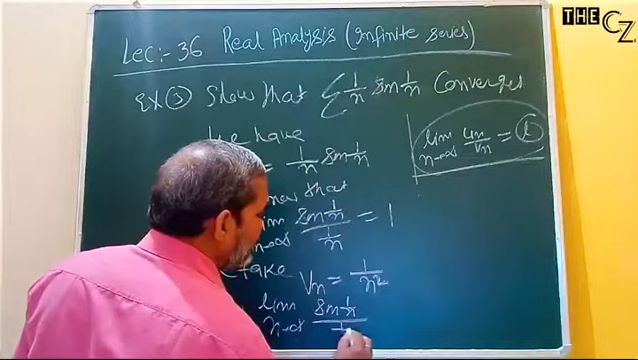 THE CZ.
Lec:- 36 Real Analysis (Infinite series)
Ex ③ Show that ∑ 1/n sin 1/n Converges
We have
= 1/n sin 1/n
lim n→∞ un/vn = l
that
lim n→∞ (sin 1/n)/(1/n) = 1
take Vn = 1/n²
lim n→∞ (sin 1/n)/(1/